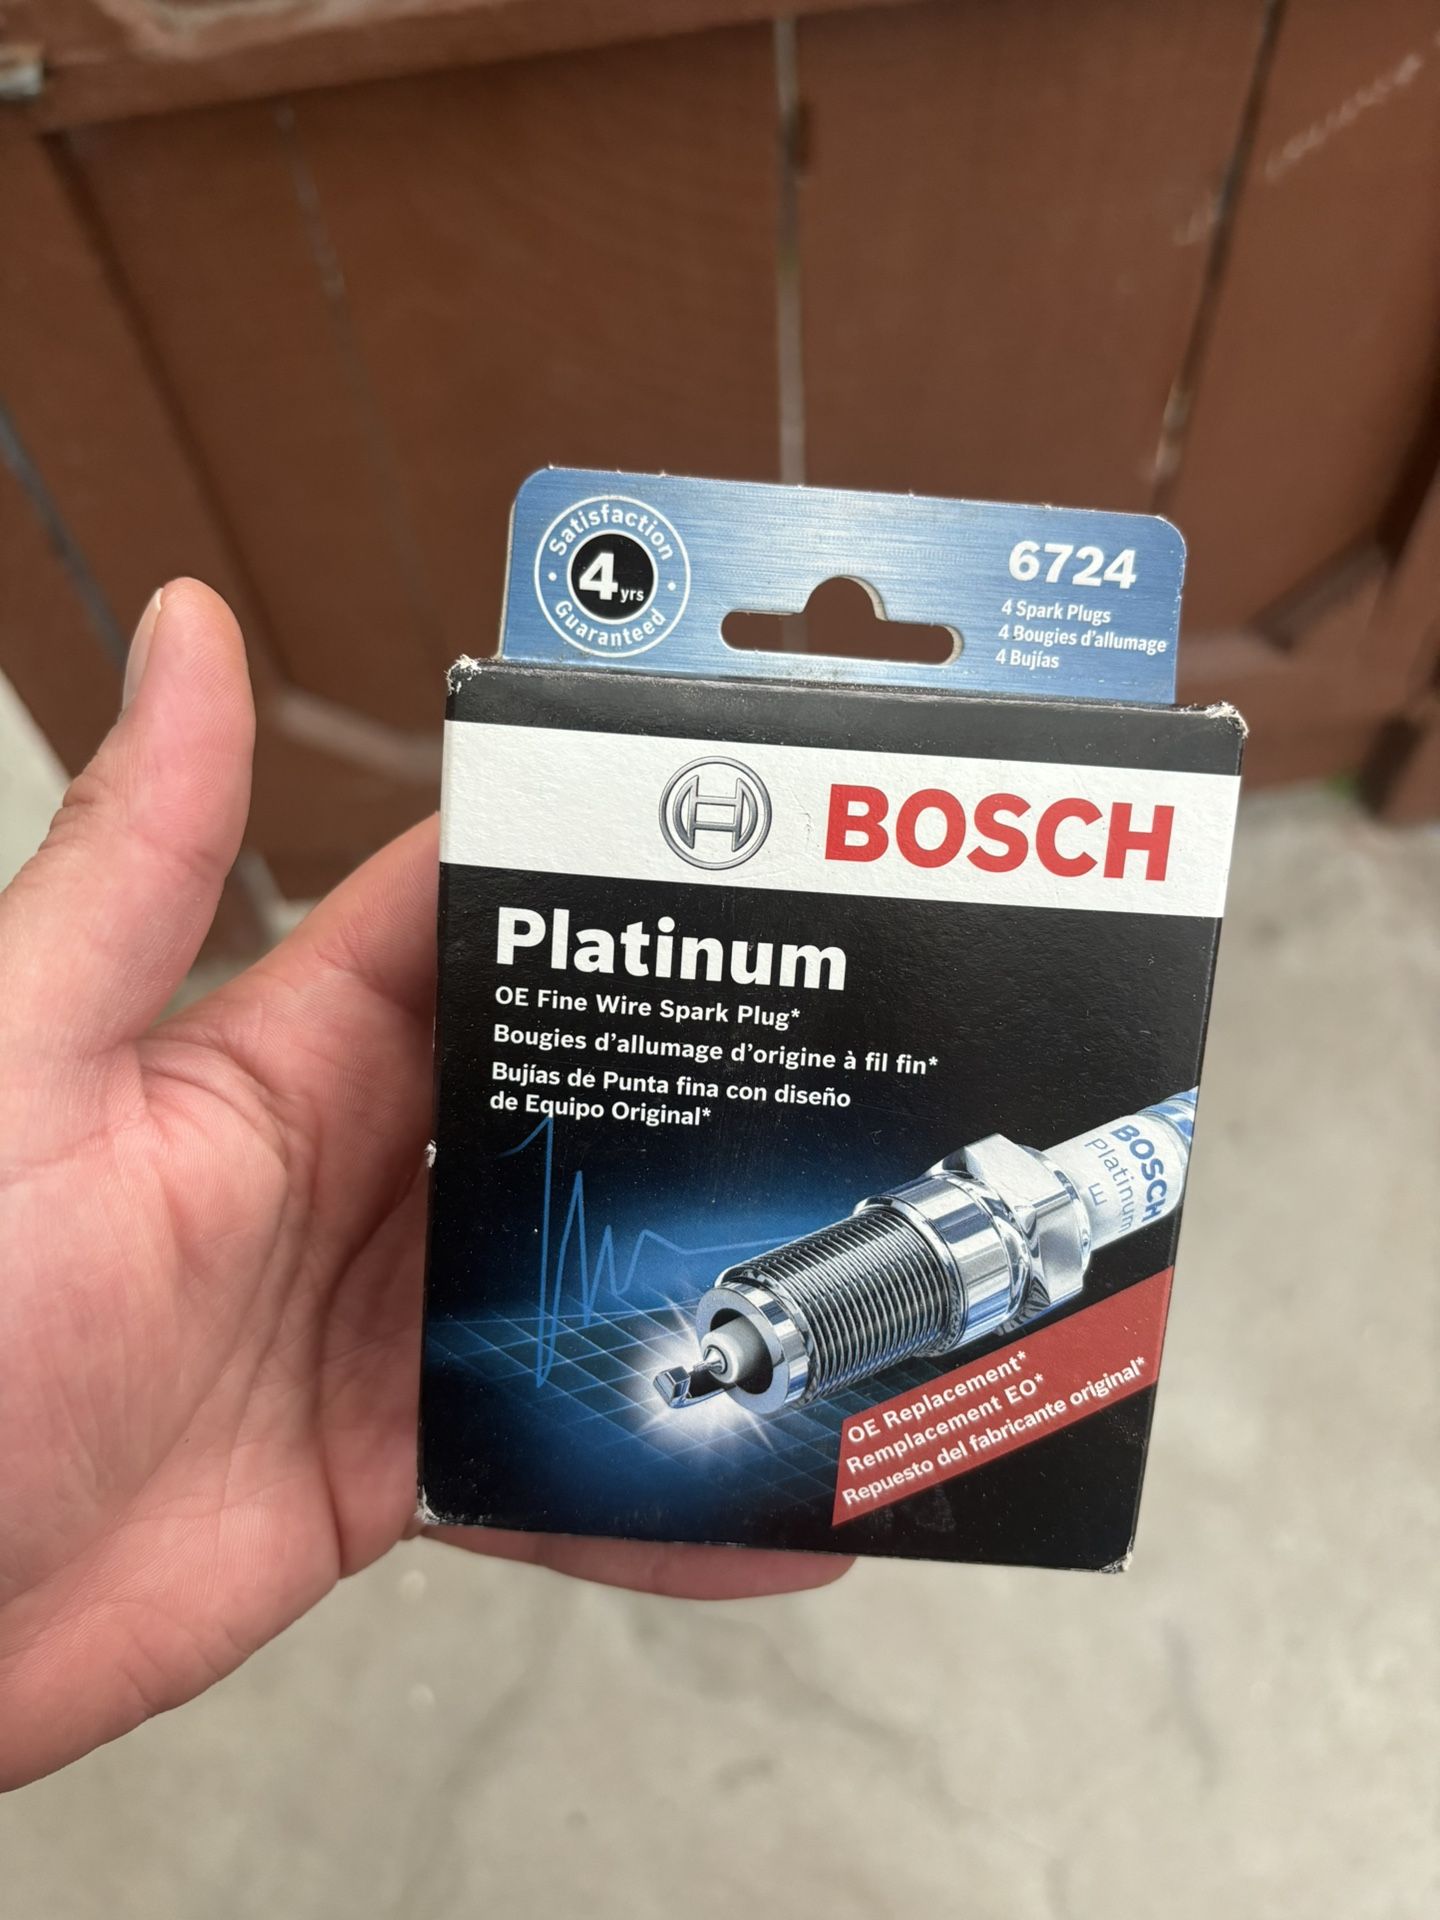 Satisfaction
4 yrs
Guaranteed
6724
4 Spark Plugs
4 Bougies d'allumage
4 Bujías
BOSCH
Platinum
OE Fine Wire Spark Plug*
Bougies d'allumage d'origine à fil fin*
Bujías de Punta fina con diseño
de Equipo Original*
BOSCH
Platinum
E
OE Replacement*
Remplacement EO*
Repuesto del fabricante original*